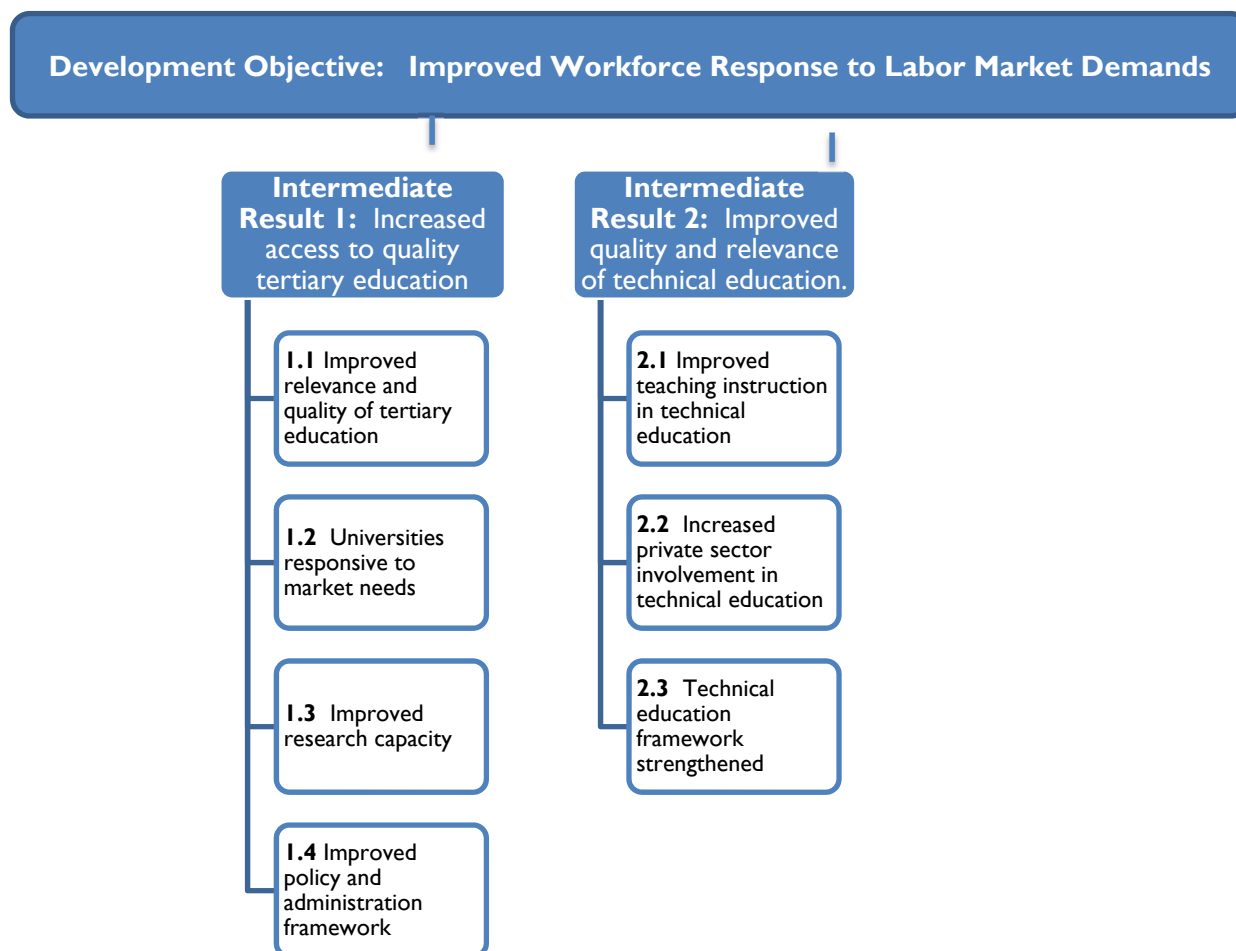 Development Objective: Improved Workforce Response to Labor Market Demands
Intermediate
Result 1: Increased
access to quality
tertiary education
1.1 Improved
relevance and
quality of tertiary
education
1.2 Universities
responsive to
market needs
1.3 Improved
research capacity
1.4 Improved
policy and
administration
framework
Intermediate
Result 2: Improved
quality and relevance
of technical education.
2.1 Improved
teaching instruction
in technical
education
2.2 Increased
private sector
involvement in
technical education
2.3 Technical
education
framework
strengthened